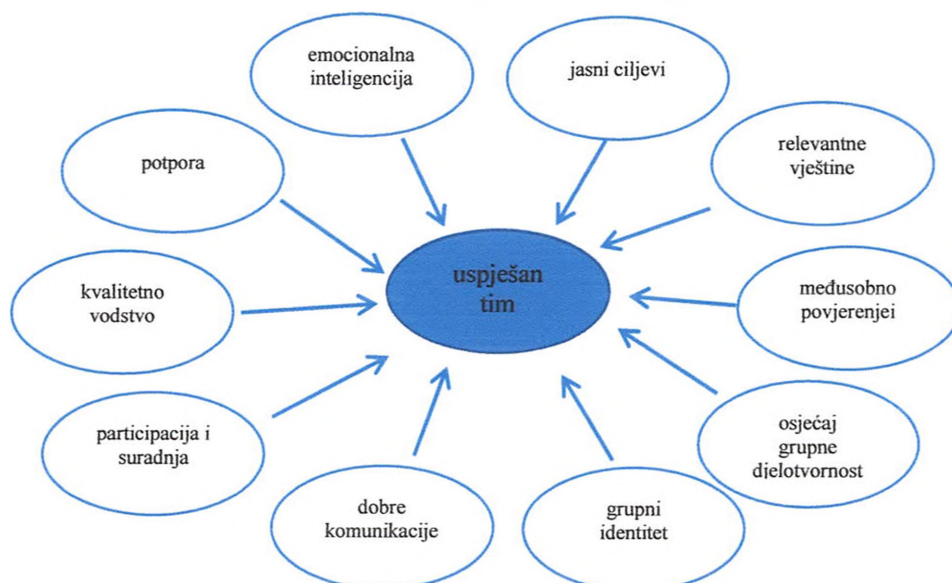 emocionalna
inteligencija
jasni ciljevi
relevantne
vještine
potpora
uspješan
tim
kvalitetno
vodstvo
međusobno
povjerenjei
participacija i
suradnja
osjećaj
grupne
djelotvornost
dobre
komunikacije
grupni
identitet